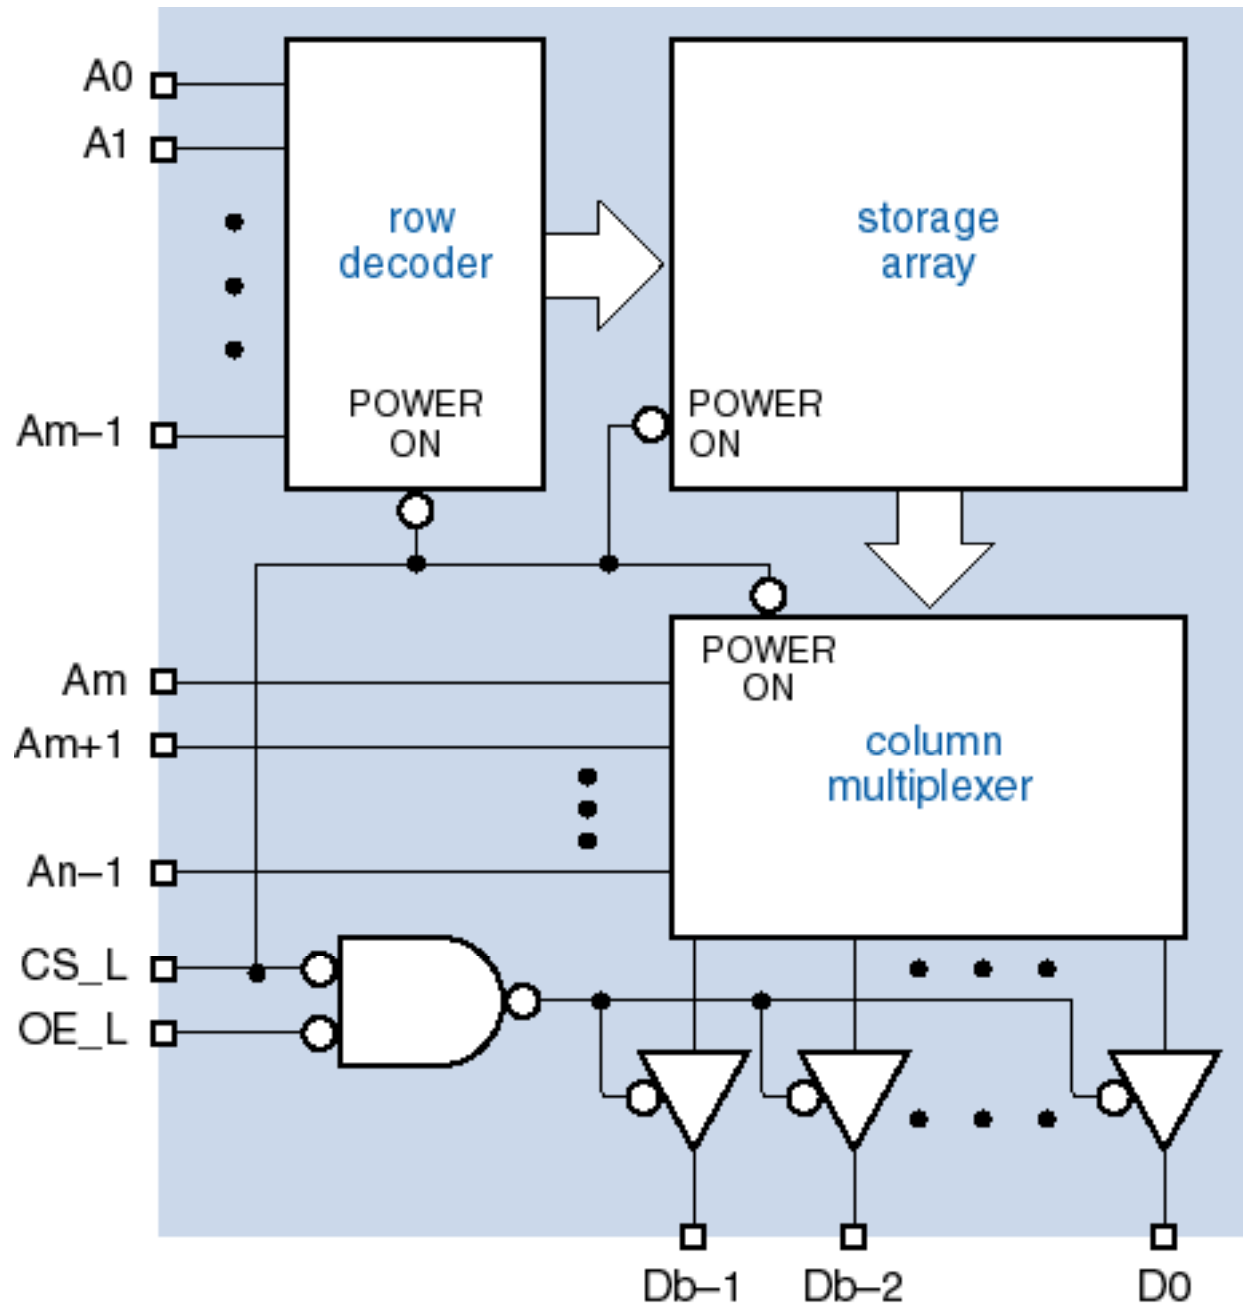 A0
A1
row
decoder
storage
array
Am–1
POWER
ON
POWER
ON
Am
POWER
ON
Am+1
column
multiplexer
An–1
CS_L
OE_L
Db–1
Db–2
D0